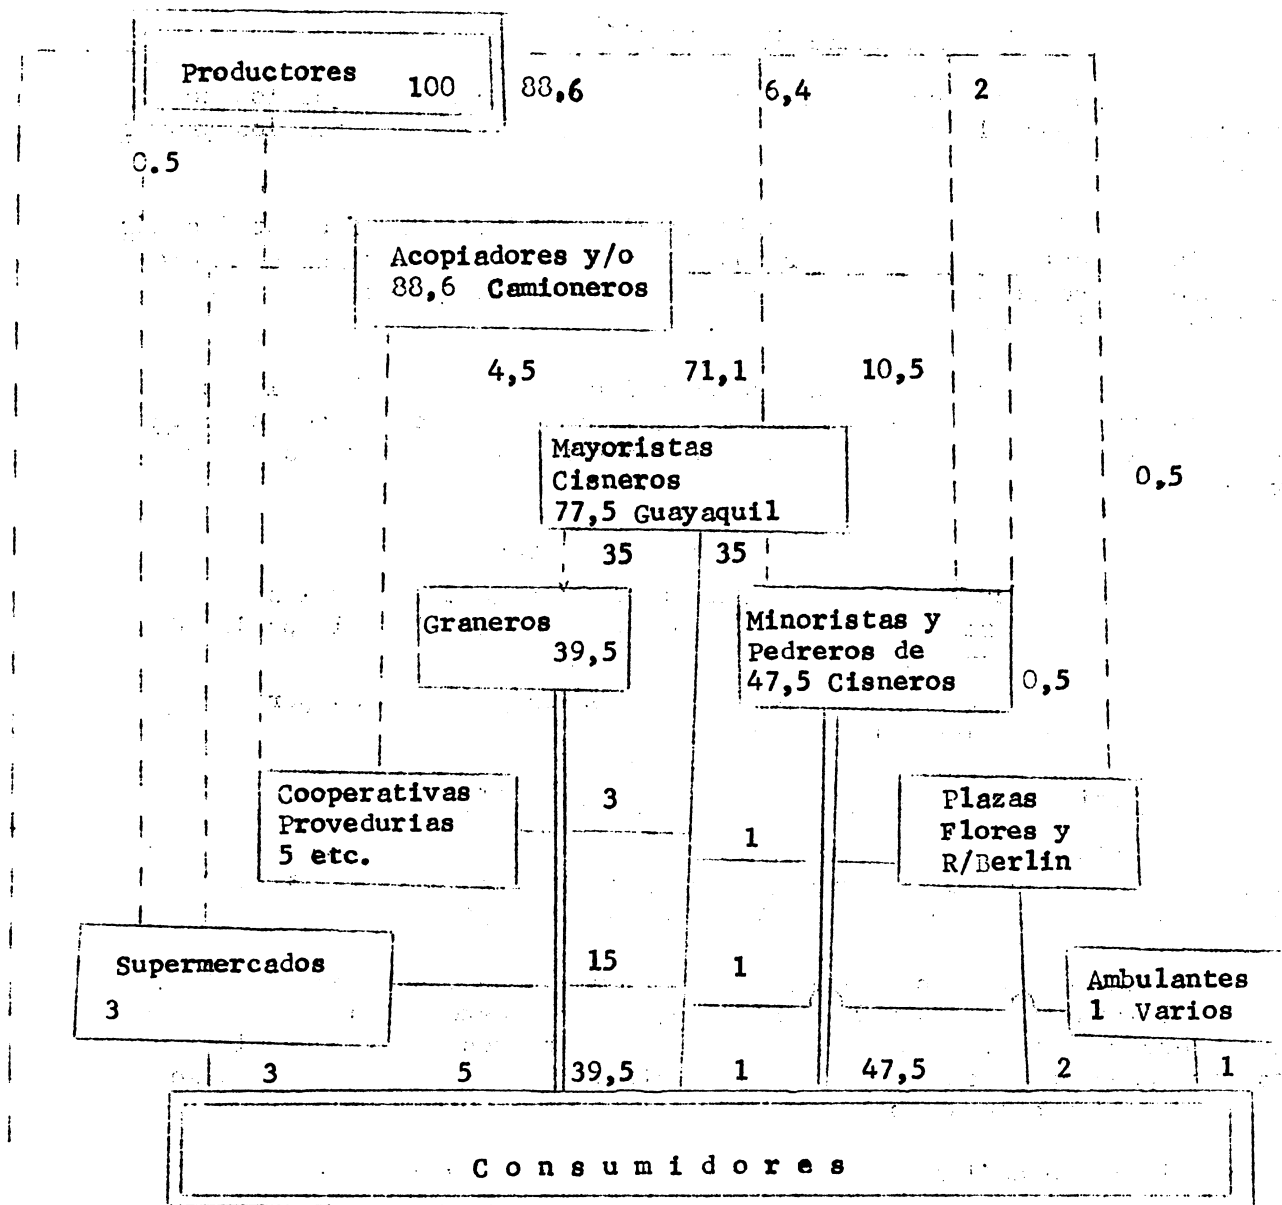 Productores
100
88,6
6,4
2
0.5
Acopiadores y/o
88,6 Camioneros
4,5
71,1
10,5
Mayoristas
Cisneros
77,5 Guayaquil
0,5
35
35
Graneros
39,5
Minoristas y
Pedreros de
47,5 Cisneros
0,5
Cooperativas
Provedurias
5 etc.
3
1
Plazas
Flores y
R/Berlin
Supermercados
3
15
1
Ambulantes
1 Varios
3
5
39,5
1
47,5
2
1
Consumidores